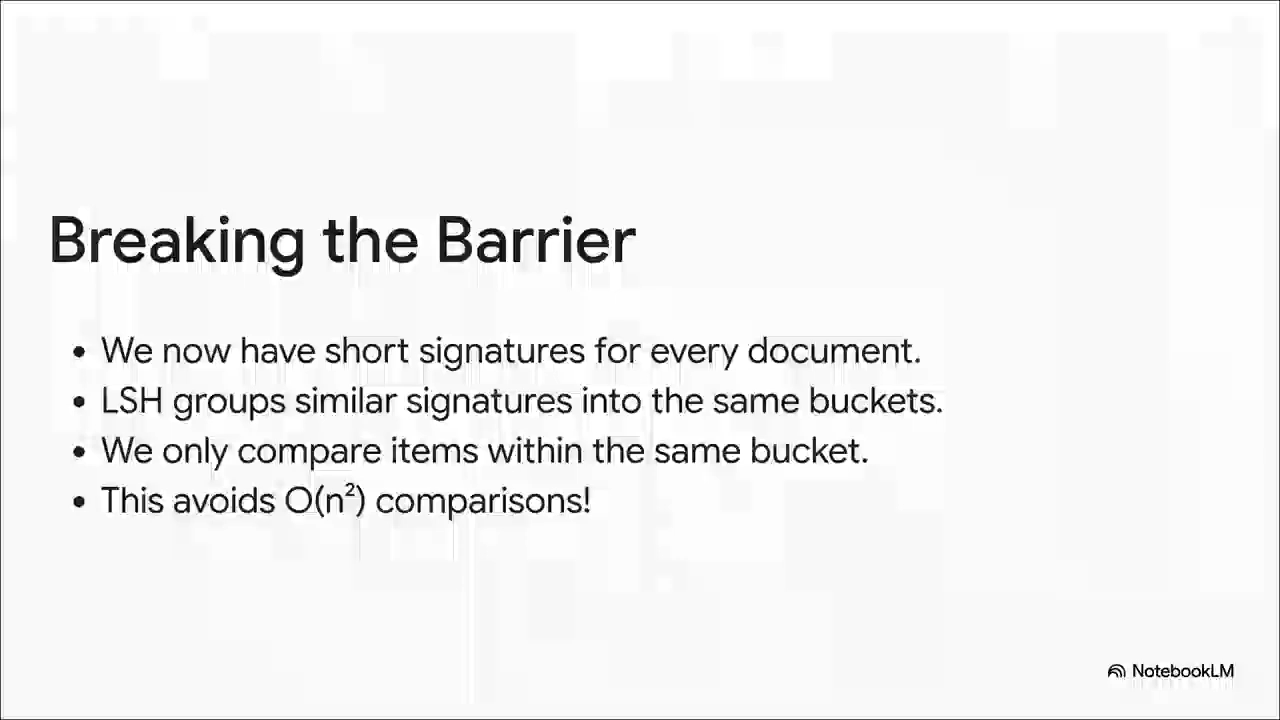 Breaking the Barrier
• We now have short signatures for every document.
• LSH groups similar signatures into the same buckets.
• We only compare items within the same bucket.
• This avoids O(n²) comparisons!
NotebookLM